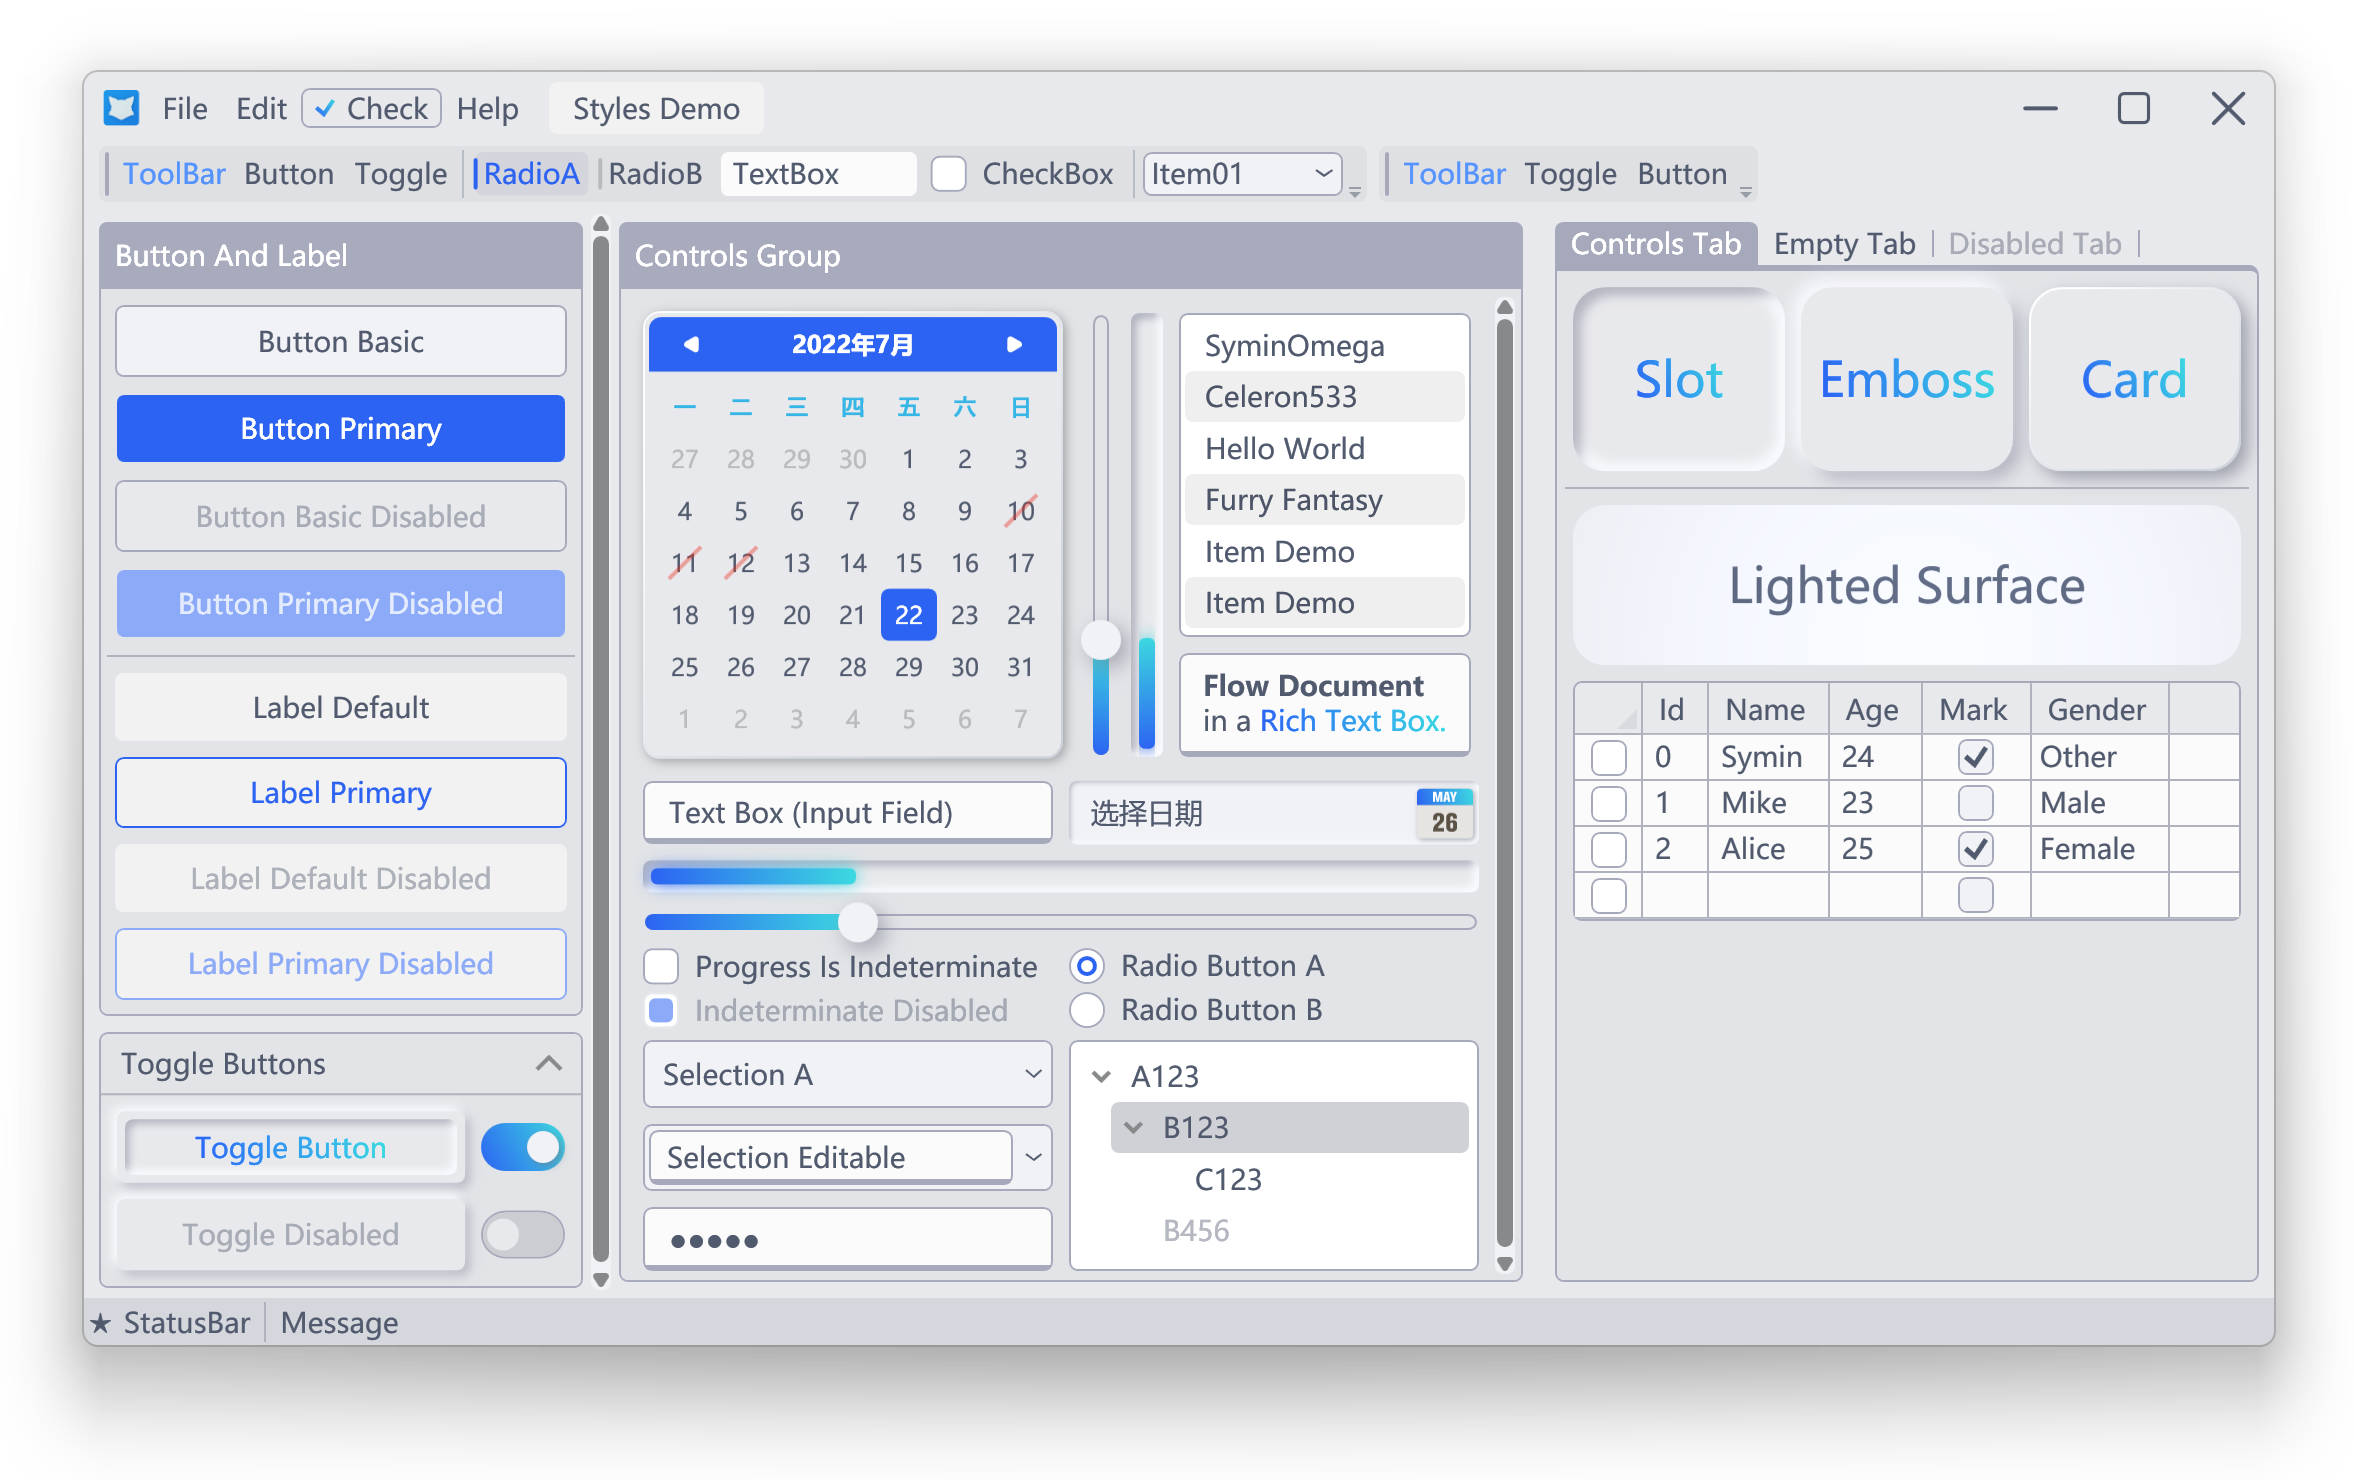 File Edit Check Help Styles Demo
ToolBar Button Toggle RadioA RadioB TextBox CheckBox Item01 ToolBar Toggle Button
Button And Label
Button Basic
Button Primary
Button Basic Disabled
Button Primary Disabled
Label Default
Label Primary
Label Default Disabled
Label Primary Disabled
Toggle Buttons
Toggle Button
Toggle Disabled
Controls Group
2022年7月
一 二 三 四 五 六 日
27 28 29 30 1 2 3
4 5 6 7 8 9 10
11 12 13 14 15 16 17
18 19 20 21 22 23 24
25 26 27 28 29 30 31
1 2 3 4 5 6 7
SyminOmega
Celeron533
Hello World
Furry Fantasy
Item Demo
Item Demo
Flow Document
in a Rich Text Box.
Text Box (Input Field)
选择日期
MAY
26
Progress Is Indeterminate
Indeterminate Disabled
Radio Button A
Radio Button B
Selection A
Selection Editable
●●●●●
A123
B123
C123
B456
Controls Tab Empty Tab Disabled Tab
Slot Emboss Card
Lighted Surface
Id Name Age Mark Gender
0 Symin 24 Other
1 Mike 23 Male
2 Alice 25 Female
★ StatusBar Message